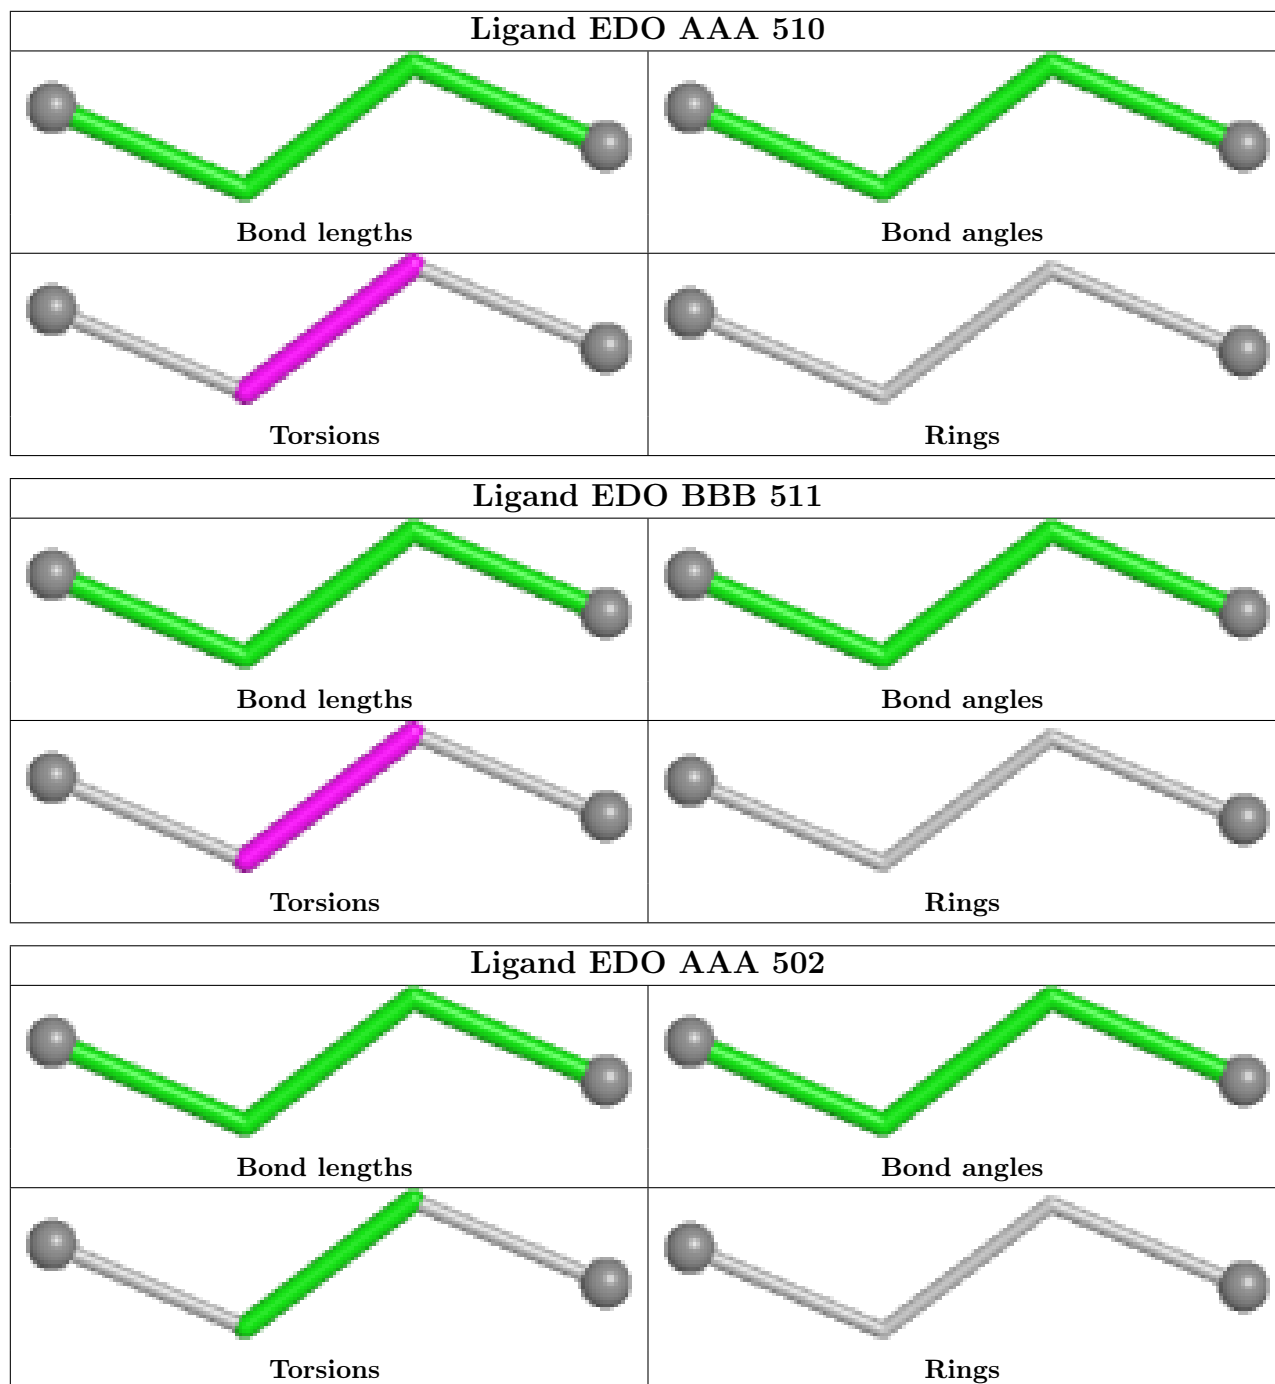 Ligand EDO AAA 510
Bond lengths Bond angles
Torsions Rings
Ligand EDO BBB 511
Bond lengths Bond angles
Torsions Rings
Ligand EDO AAA 502
Bond lengths Bond angles
Torsions Rings